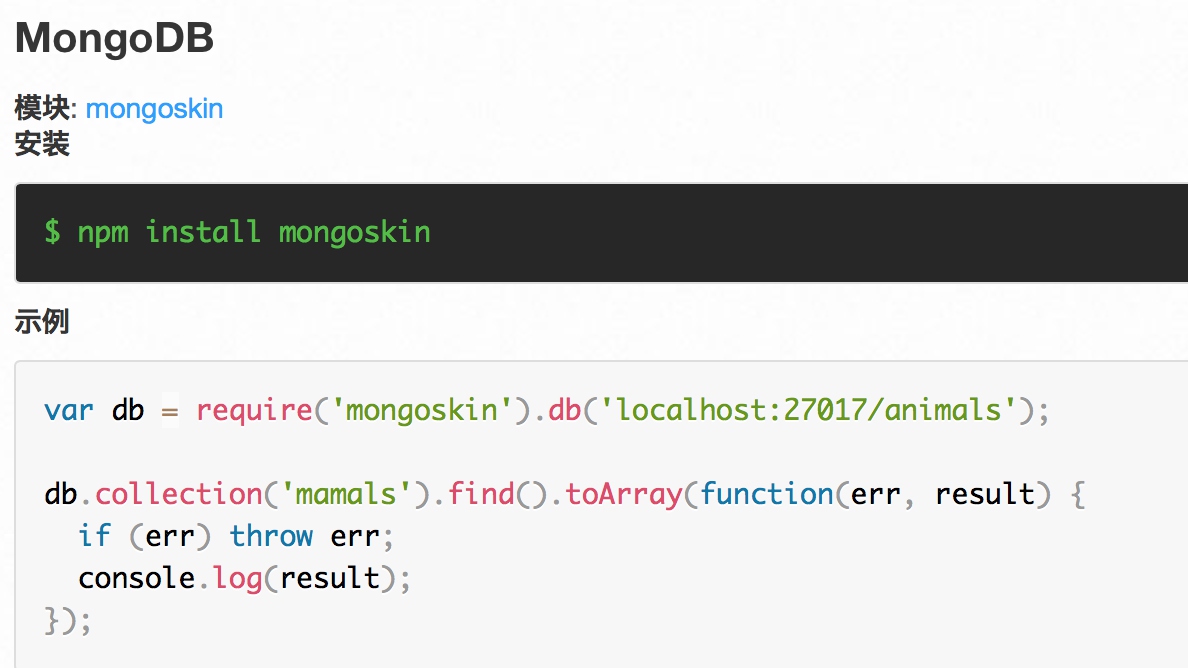 MongoDB
模块: mongoskin
安装
$ npm install mongoskin
示例
var db = require('mongoskin').db('localhost:27017/animals');
db.collection('mamals').find().toArray(function(err, result) {
  if (err) throw err;
  console.log(result);
});